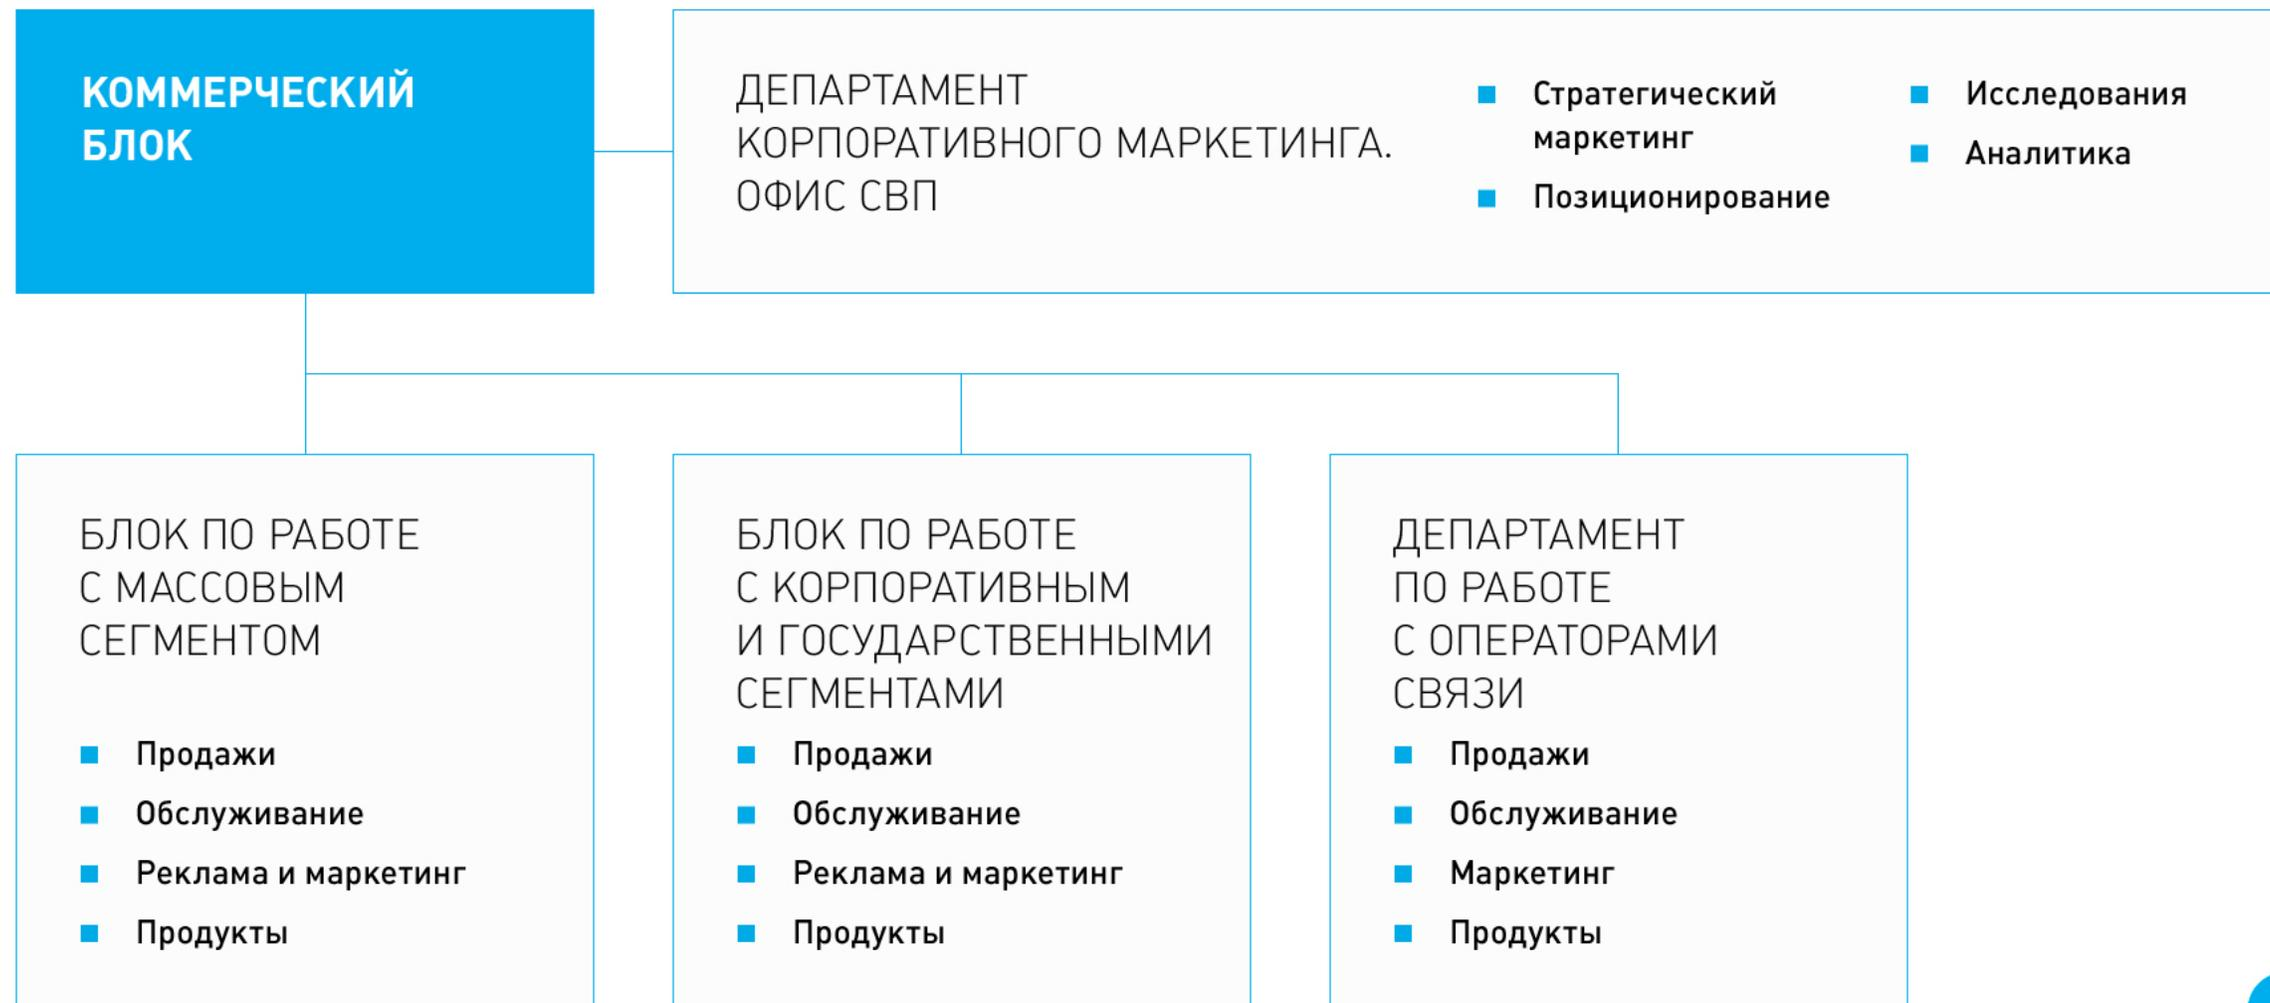 КОММЕРЧЕСКИЙ
БЛОК
ДЕПАРТАМЕНТ
КОРПОРАТИВНОГО МАРКЕТИНГА.
ОФИС СВП
Стратегический
маркетинг
Позиционирование
Исследования
Аналитика
БЛОК ПО РАБОТЕ
С МАССОВЫМ
СЕГМЕНТОМ
Продажи
Обслуживание
Реклама и маркетинг
Продукты
БЛОК ПО РАБОТЕ
С КОРПОРАТИВНЫМ
И ГОСУДАРСТВЕННЫМИ
СЕГМЕНТАМИ
Продажи
Обслуживание
Реклама и маркетинг
Продукты
ДЕПАРТАМЕНТ
ПО РАБОТЕ
С ОПЕРАТОРАМИ
СВЯЗИ
Продажи
Обслуживание
Маркетинг
Продукты